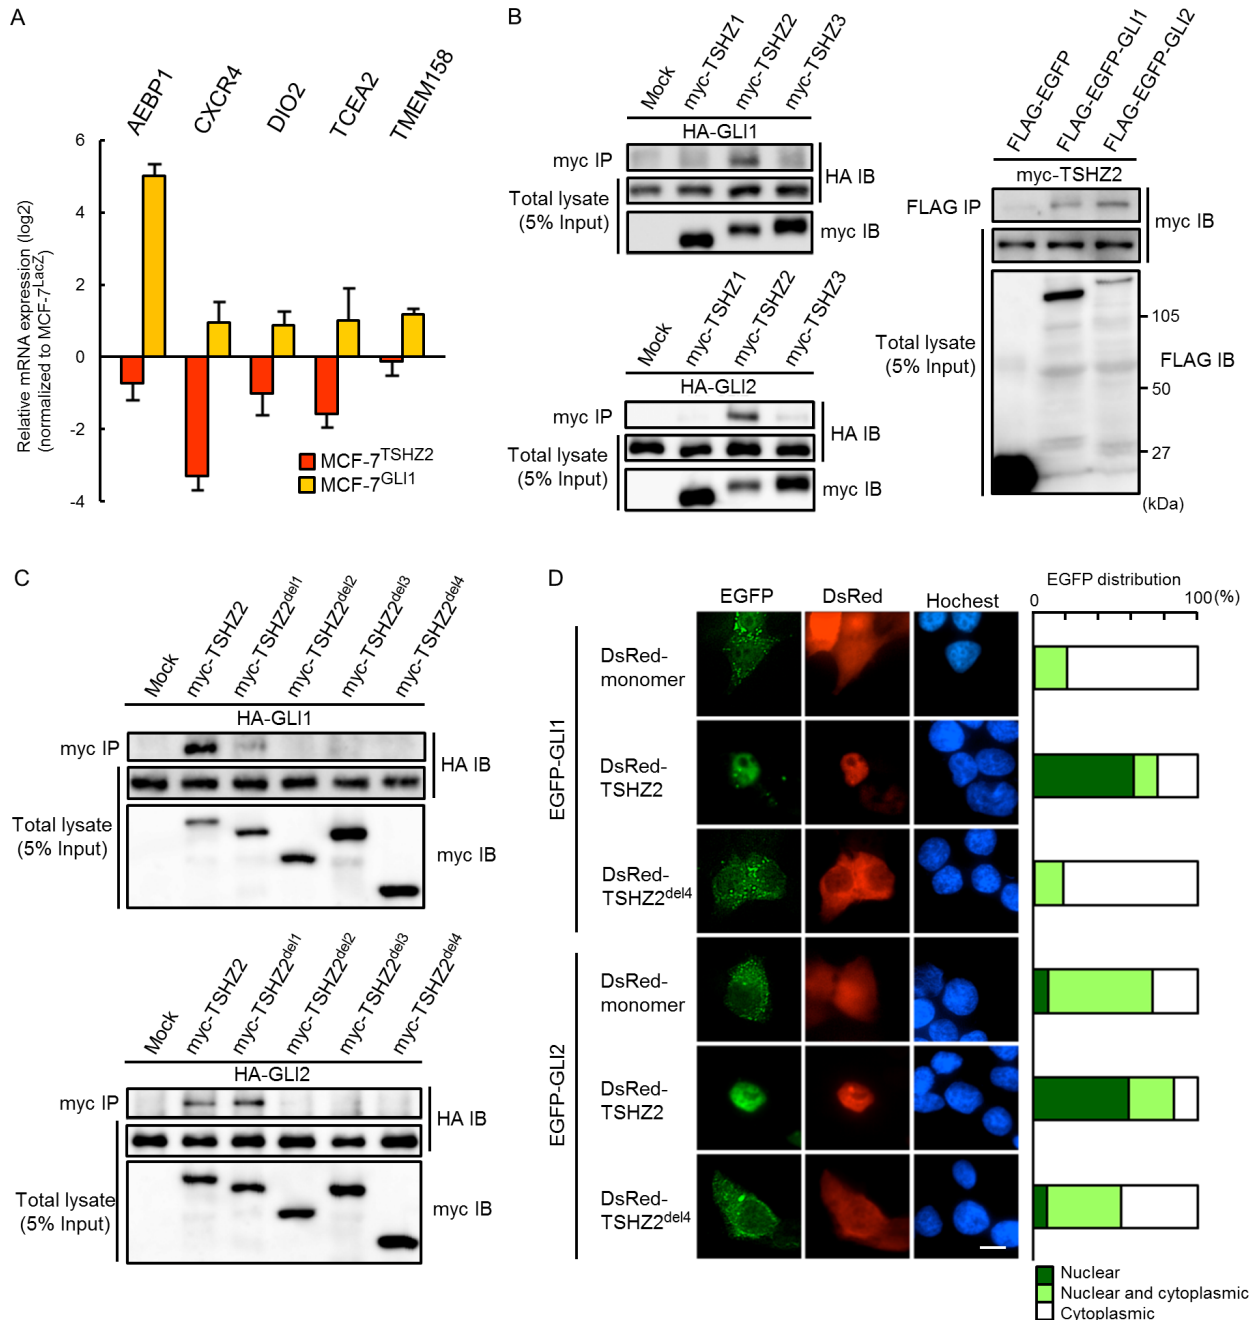 A
AEBP1
CXCR4
DIO2
TCEA2
TMEM158
Relative mRNA expression (log2)
(normalized to MCF-7LacZ)
6
4
2
0
-2
-4
MCF-7TSHZ2
MCF-7GLI1
B
Mock
myc-TSHZ1
myc-TSHZ2
myc-TSHZ3
HA-GLI1
myc IP
HA IB
Total lysate
(5% Input)
myc IB
Mock
myc-TSHZ1
myc-TSHZ2
myc-TSHZ3
HA-GLI2
myc IP
HA IB
Total lysate
(5% Input)
myc IB
FLAG-EGFP
FLAG-EGFP-GLI1
FLAG-EGFP-GLI2
myc-TSHZ2
FLAG IP
myc IB
Total lysate
(5% Input)
105
FLAG IB
50
27
(kDa)
C
Mock
myc-TSHZ2
myc-TSHZ2del1
myc-TSHZ2del2
myc-TSHZ2del3
myc-TSHZ2del4
HA-GLI1
myc IP
HA IB
Total lysate
(5% Input)
myc IB
Mock
myc-TSHZ2
myc-TSHZ2del1
myc-TSHZ2del2
myc-TSHZ2del3
myc-TSHZ2del4
HA-GLI2
myc IP
HA IB
Total lysate
(5% Input)
myc IB
D
EGFP
DsRed
Hochest
EGFP distribution
0
100(%)
EGFP-GLI1
DsRed-
monomer
DsRed-
TSHZ2
DsRed-
TSHZ2del4
EGFP-GLI2
DsRed-
monomer
DsRed-
TSHZ2
DsRed-
TSHZ2del4
Nuclear
Nuclear and cytoplasmic
Cytoplasmic